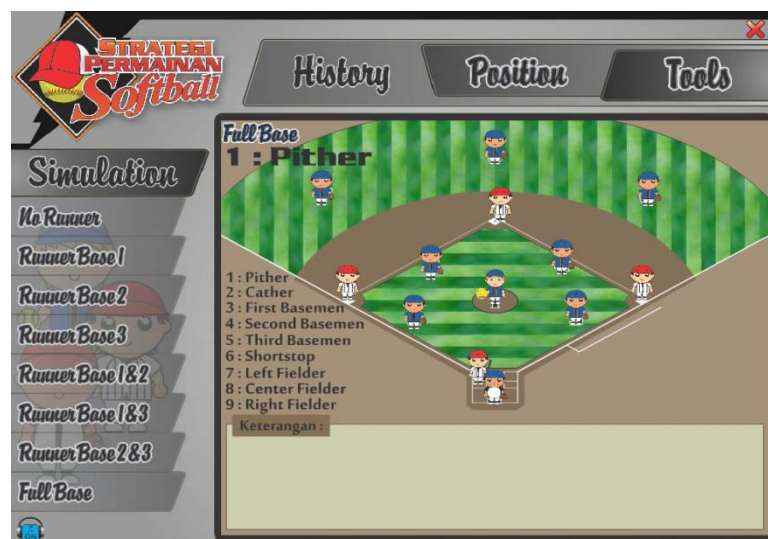 STRATEGI
PERMAINAN
Softball
History
Position
Tools
Simulation
No Runner
Runner Base 1
Runner Base 2
Runner Base 3
Runner Base 1&2
Runner Base 1&3
Runner Base 2&3
Full Base
Full Base
1 : Pither
1 : Pither
2 : Cather
3 : First Basemen
4 : Second Basemen
5 : Third Basemen
6 : Shortstop
7 : Left Fielder
8 : Center Fielder
9 : Right Fielder
Keterangan :
ON